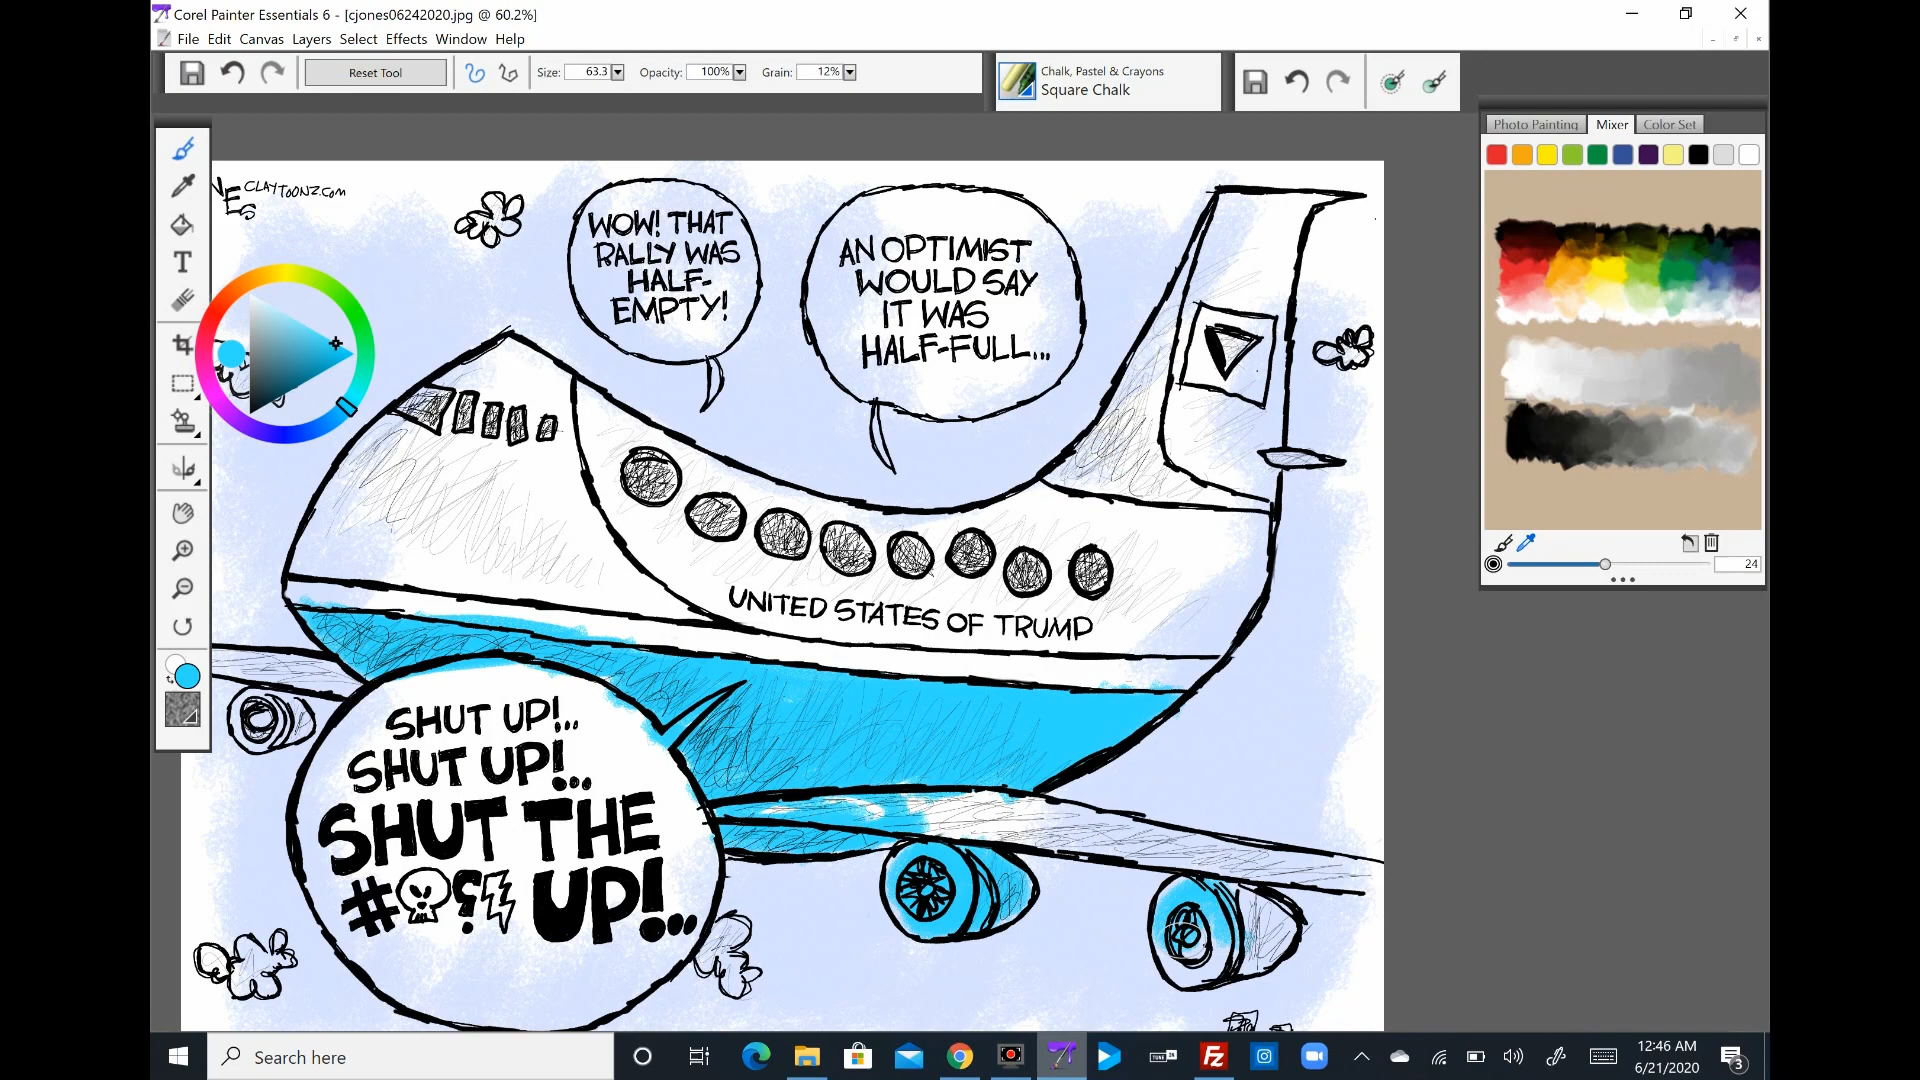 Corel Painter Essentials 6 - [cjones06242020.jpg @ 60.2%]
File Edit Canvas Layers Select Effects Window Help
Reset Tool
Size: 63.3
Opacity: 100%
Grain: 12%
Chalk, Pastel & Crayons
Square Chalk
Photo Painting Mixer Color Set
24
CLAYTOONZ.COM
WOW! THAT
RALLY WAS
HALF-
EMPTY!
AN OPTIMIST
WOULD SAY
IT WAS
HALF-FULL...
UNITED STATES OF TRUMP
SHUT UP!..
SHUT UP!...
SHUT THE
UP!...
Search here
12:46 AM
6/21/2020
3